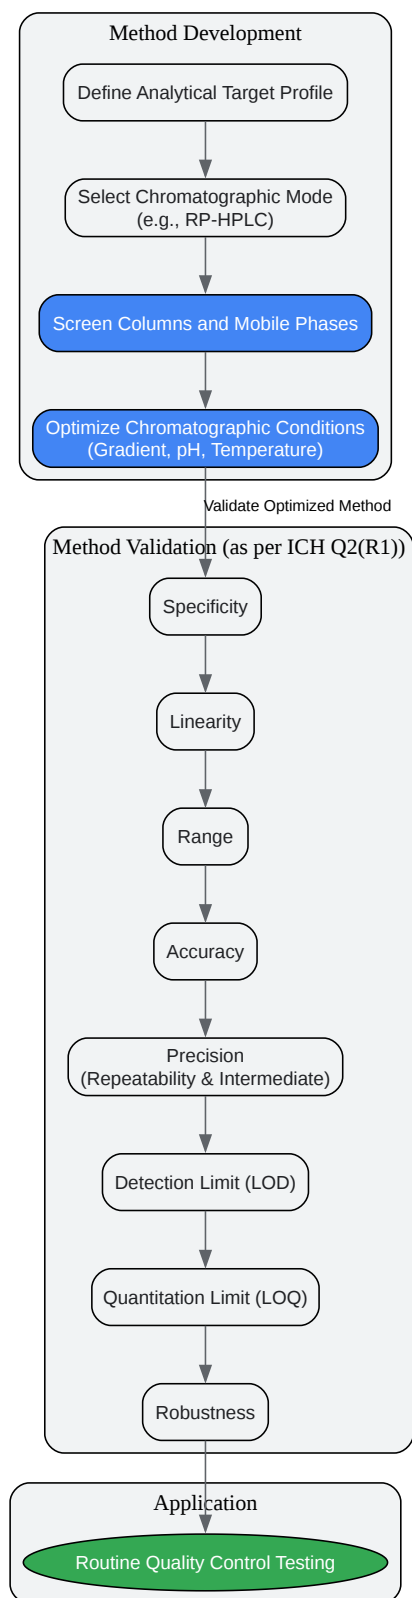 Method Development
Define Analytical Target Profile
Select Chromatographic Mode
(e.g., RP-HPLC)
Screen Columns and Mobile Phases
Optimize Chromatographic Conditions
(Gradient, pH, Temperature)
Validate Optimized Method
Method Validation (as per ICH Q2(R1))
Specificity
Linearity
Range
Accuracy
Precision
(Repeatability & Intermediate)
Detection Limit (LOD)
Quantitation Limit (LOQ)
Robustness
Application
Routine Quality Control Testing